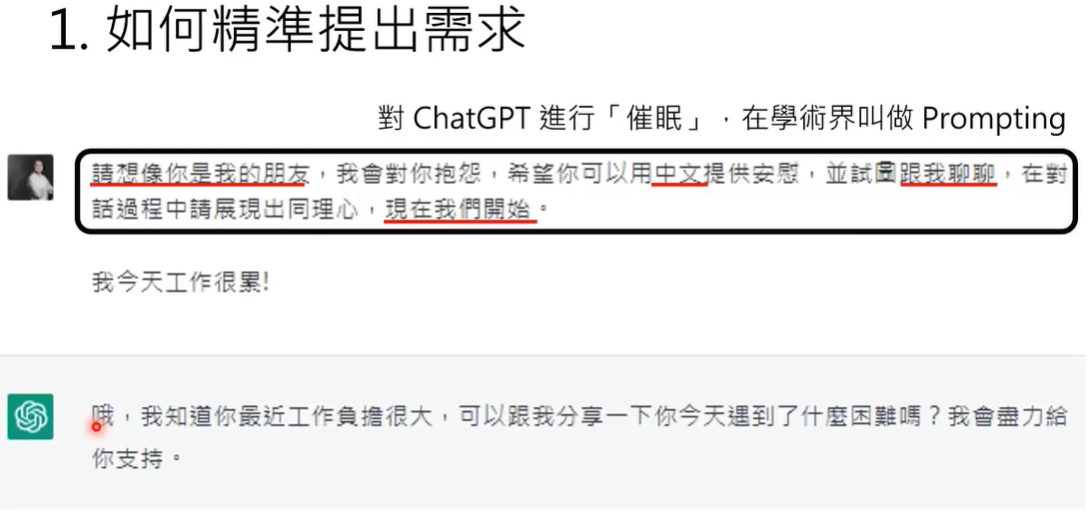 1. 如何精準提出需求
對 ChatGPT 進行「催眠」，在學術界叫做 Prompting
請想像你是我的朋友，我會對你抱怨，希望你可以用中文提供安慰，並試圖跟我聊聊，在對
話過程中請展現出同理心，現在我們開始。
我今天工作很累!
哦，我知道你最近工作負擔很大，可以跟我分享一下你今天遇到了什麼困難嗎？我會盡力給
你支持。